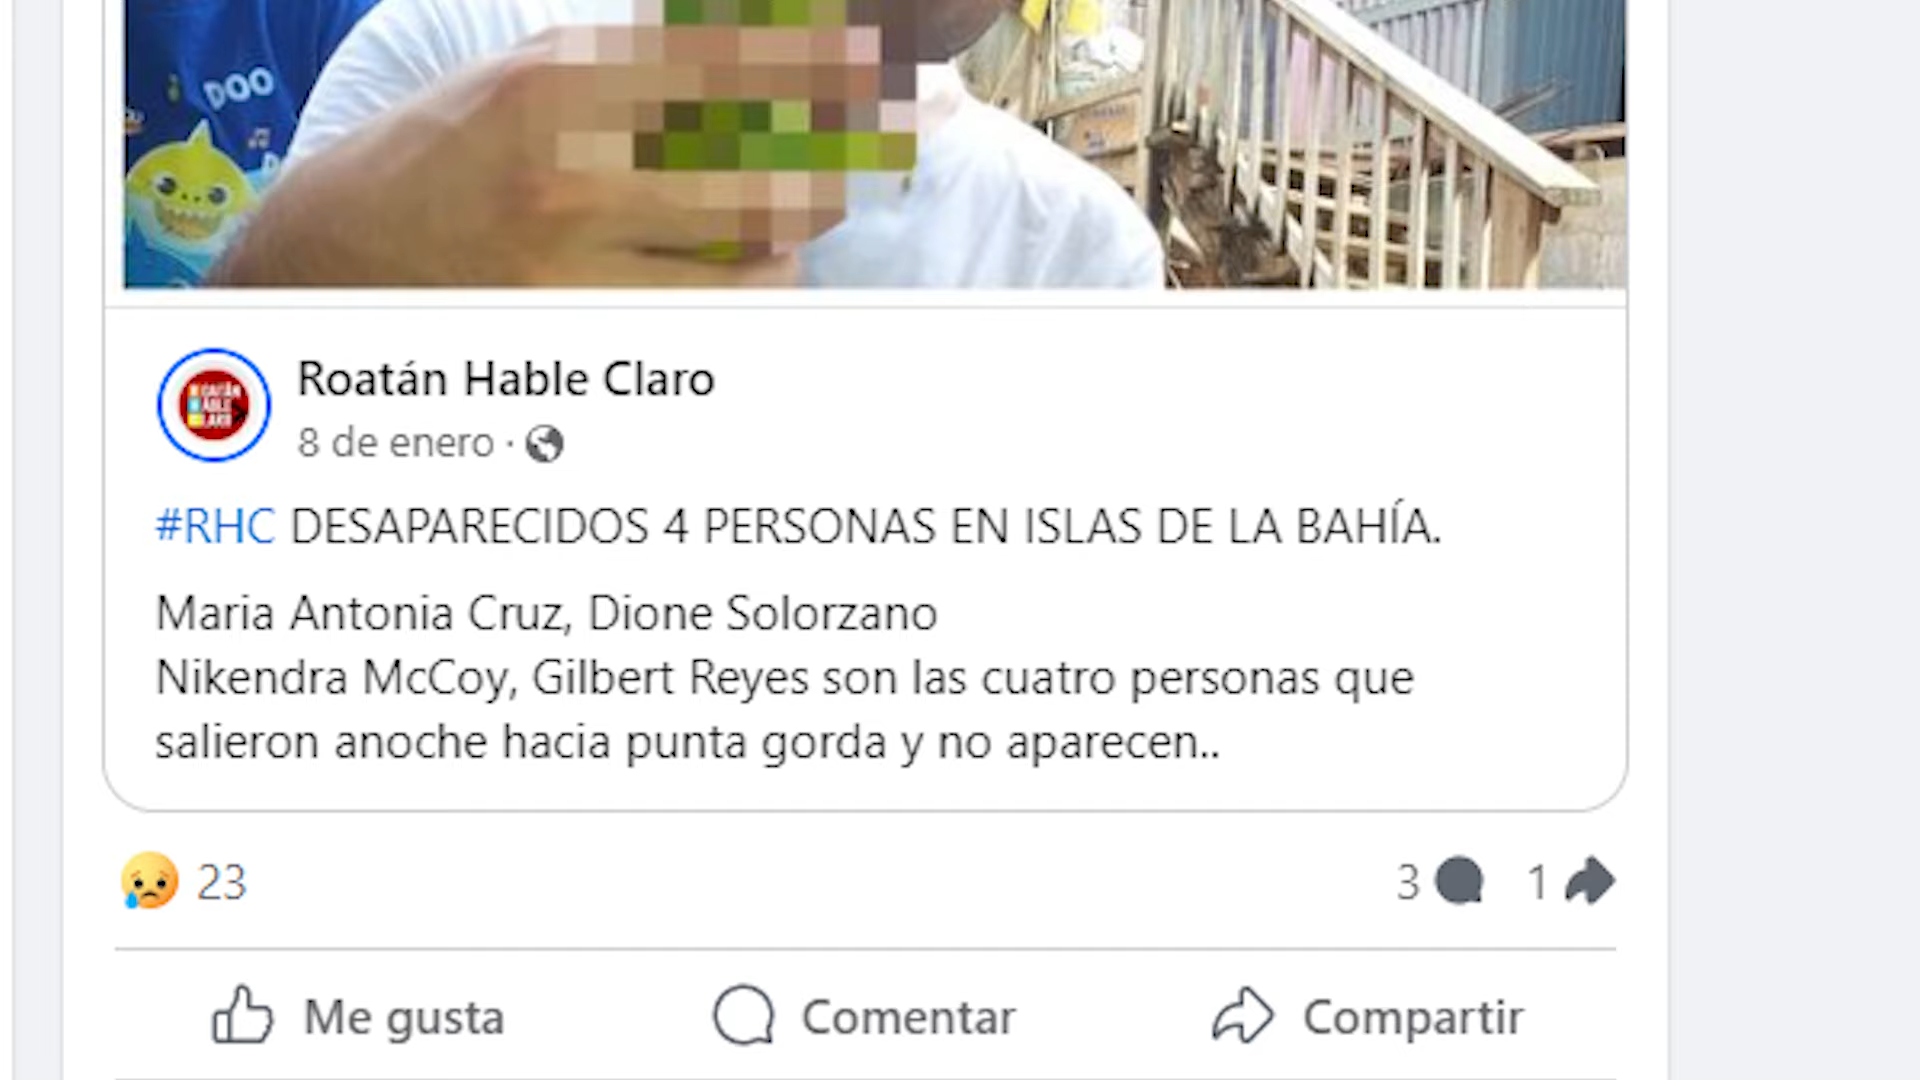 DOO
Roatán Hable Claro
8 de enero ·
#RHC DESAPARECIDOS 4 PERSONAS EN ISLAS DE LA BAHÍA.
Maria Antonia Cruz, Dione Solorzano
Nikendra McCoy, Gilbert Reyes son las cuatro personas que
salieron anoche hacia punta gorda y no aparecen..
23
3 1
Me gusta Comentar Compartir